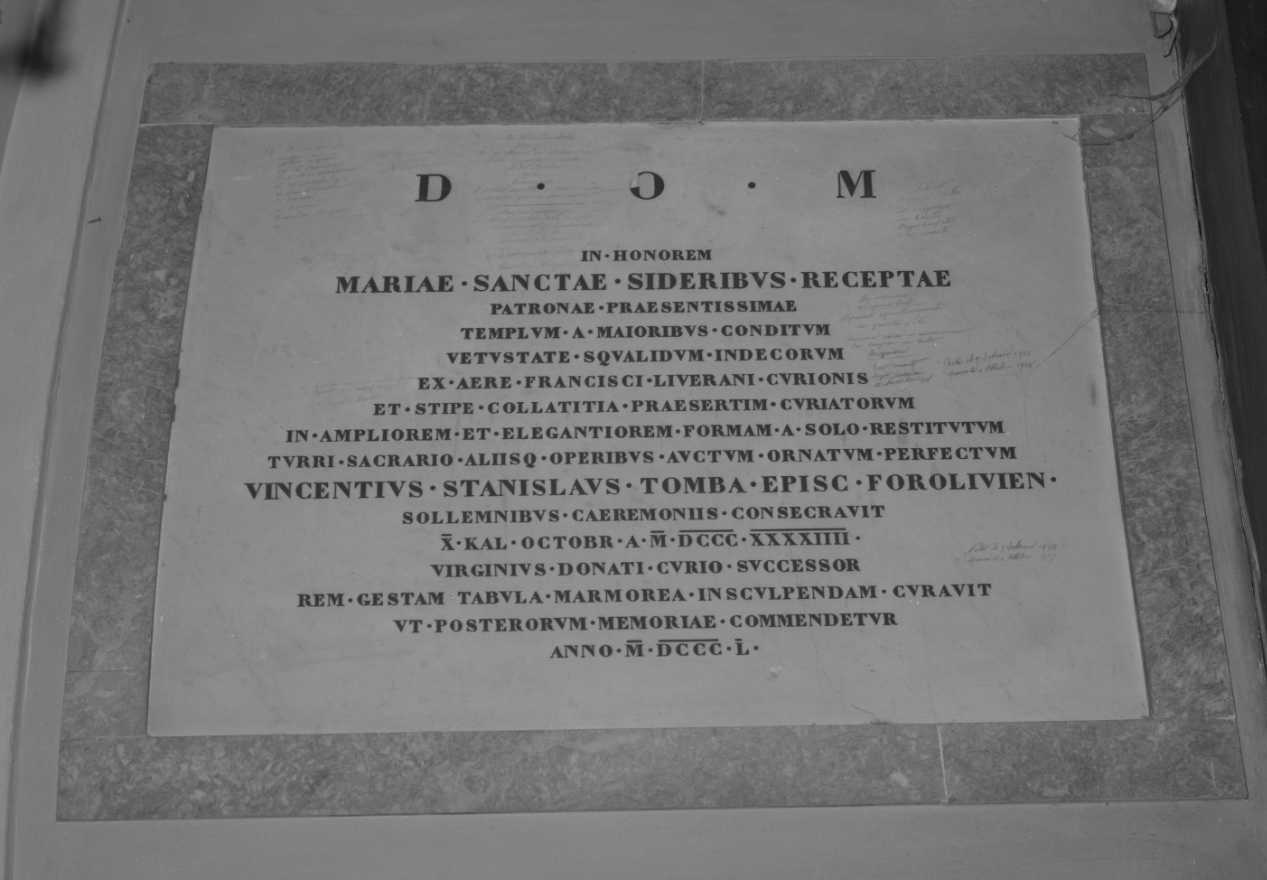 D · O · M
IN·HONOREM
MARIAE·SANCTAE·SIDERIBVS·RECEPTAE
PATRONAE·PRAESENTISSIMAE
TEMPLVM·A·MAIORIBVS·CONDITVM
VETVSTATE·SQVALIDVM·INDECORVM
EX·AERE·FRANCISCI·LIVERANI·CVRIONIS
ET·STIPE·COLLATITIA·PRAESERTIM·CVRIATORVM
IN·AMPLIOREM·ET·ELEGANTIOREM·FORMAM·A·SOLO·RESTITVTVM
TVRRI·SACRARIO·ALIISQ·OPERIBVS·AVCTVM·ORNATVM·PERFECTVM
VINCENTIVS·STANISLAVS·TOMBA·EPISC·FOROLIVIEN·
SOLLEMNIBVS·CAEREMONIIS·CONSECRAVIT
X̅·KAL·OCTOBR·A·M̅·D̅C̅C̅C̅·X̅X̅X̅X̅I̅I̅I̅I̅·
VIRGINIVS·DONATI·CVRIO·SVCCESSOR
REM·GESTAM TABVLA·MARMOREA·INSCVLPENDAM·CVRAVIT
VT·POSTERORVM·MEMORIAE·COMMENDETVR
ANNO·M̅·D̅C̅C̅C̅·L̅·